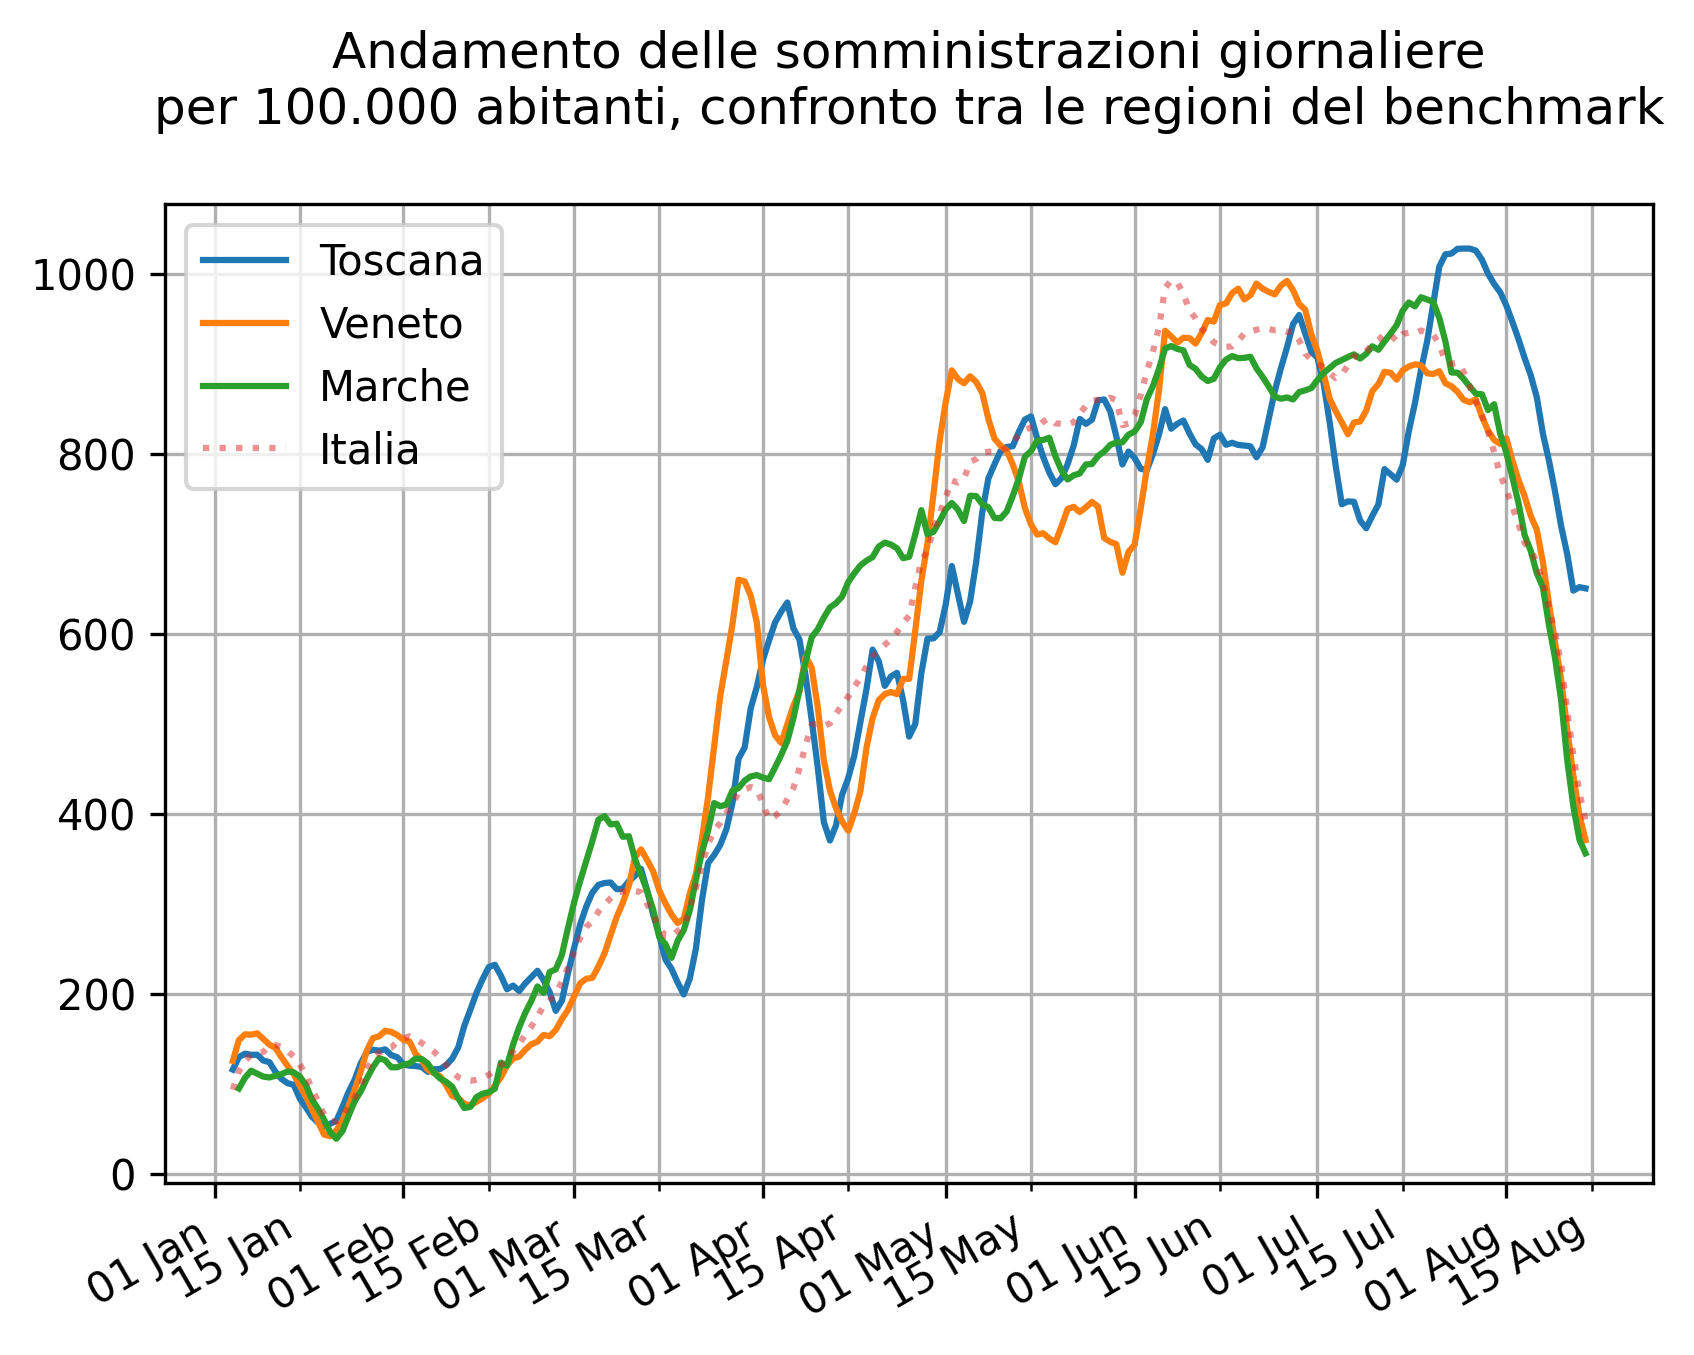 Andamento delle somministrazioni giornaliere
per 100.000 abitanti, confronto tra le regioni del benchmark
Toscana
Veneto
Marche
Italia
1000
800
600
400
200
0
01 Jan
15 Jan
01 Feb
15 Feb
01 Mar
15 Mar
01 Apr
15 Apr
01 May
15 May
01 Jun
15 Jun
01 Jul
15 Jul
01 Aug
15 Aug